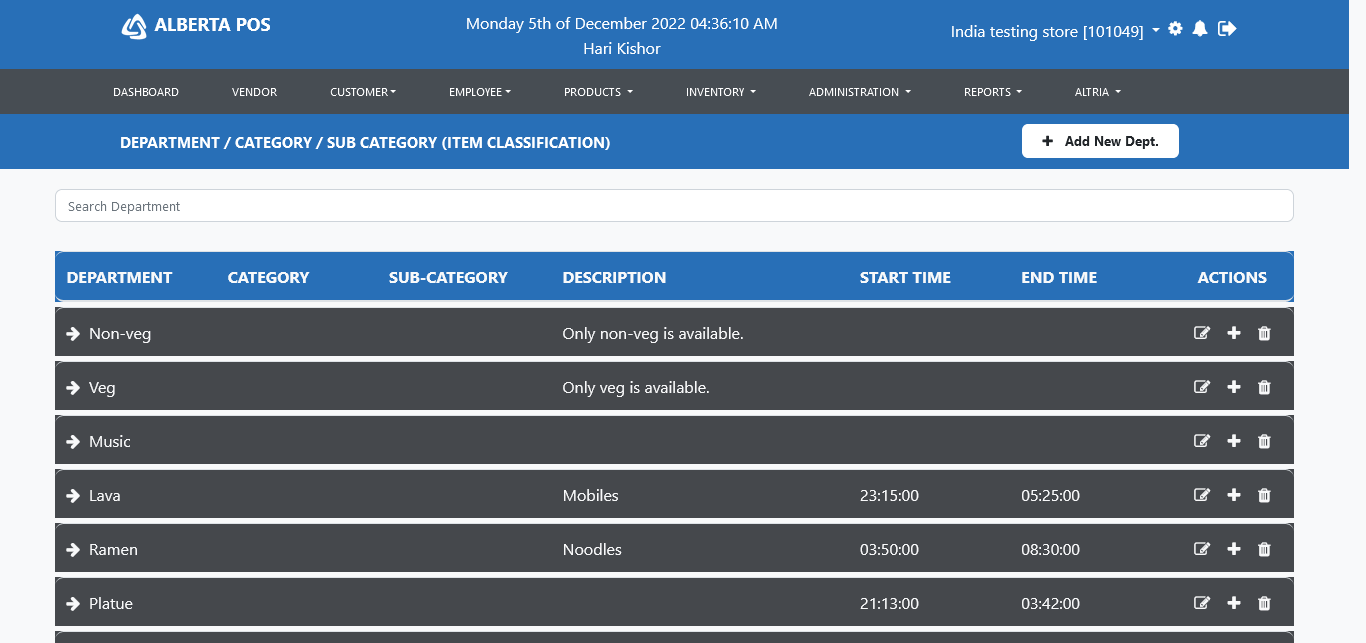 ALBERTA POS
Monday 5th of December 2022 04:36:10 AM
Hari Kishor
India testing store [101049]
DASHBOARD VENDOR CUSTOMER EMPLOYEE PRODUCTS INVENTORY ADMINISTRATION REPORTS ALTRIA
DEPARTMENT / CATEGORY / SUB CATEGORY (ITEM CLASSIFICATION)
Add New Dept.
Search Department
DEPARTMENT CATEGORY SUB-CATEGORY DESCRIPTION START TIME END TIME ACTIONS
Non-veg Only non-veg is available.
Veg Only veg is available.
Music
Lava Mobiles 23:15:00 05:25:00
Ramen Noodles 03:50:00 08:30:00
Platue 21:13:00 03:42:00